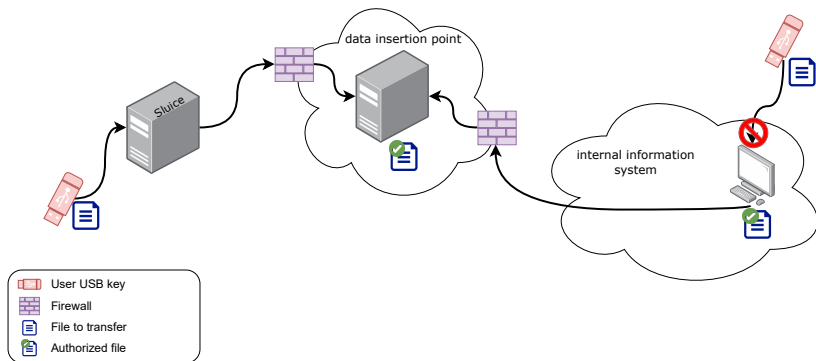 data insertion point
Sluice
internal information
system
User USB key
Firewall
File to transfer
Authorized file